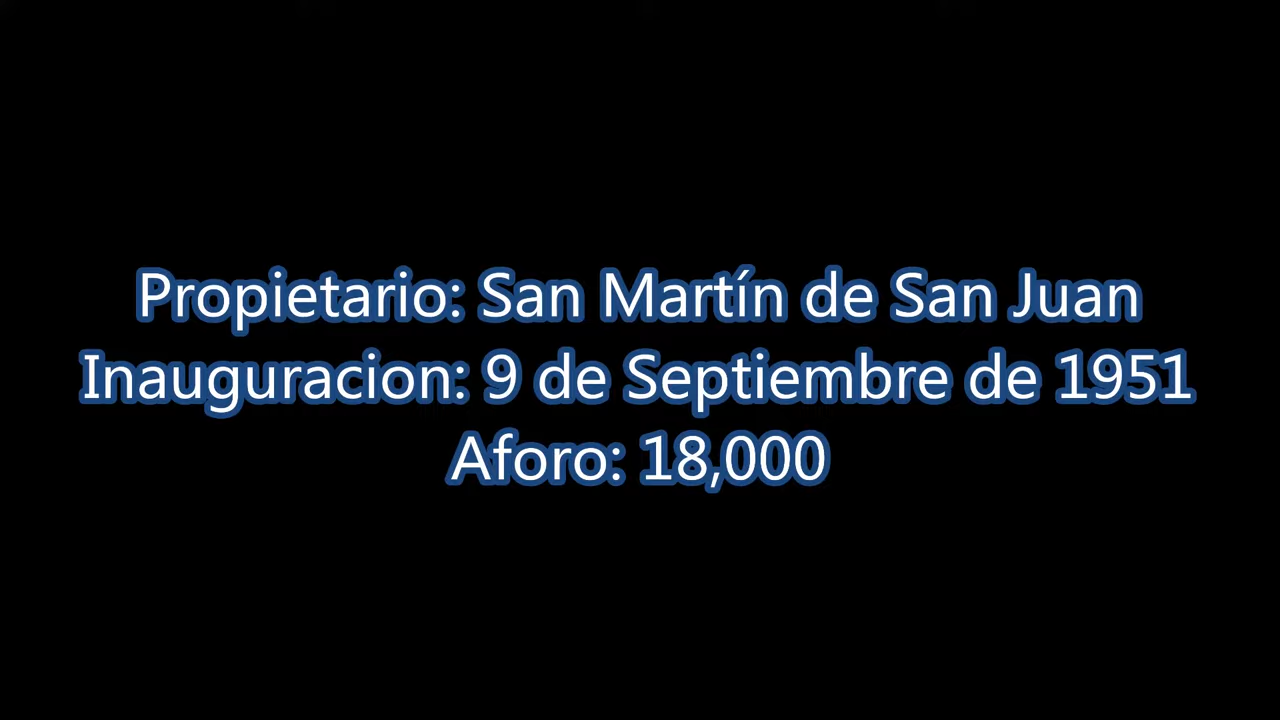 Propietario: San Martín de San Juan
Inauguracion: 9 de Septiembre de 1951
Aforo: 18,000